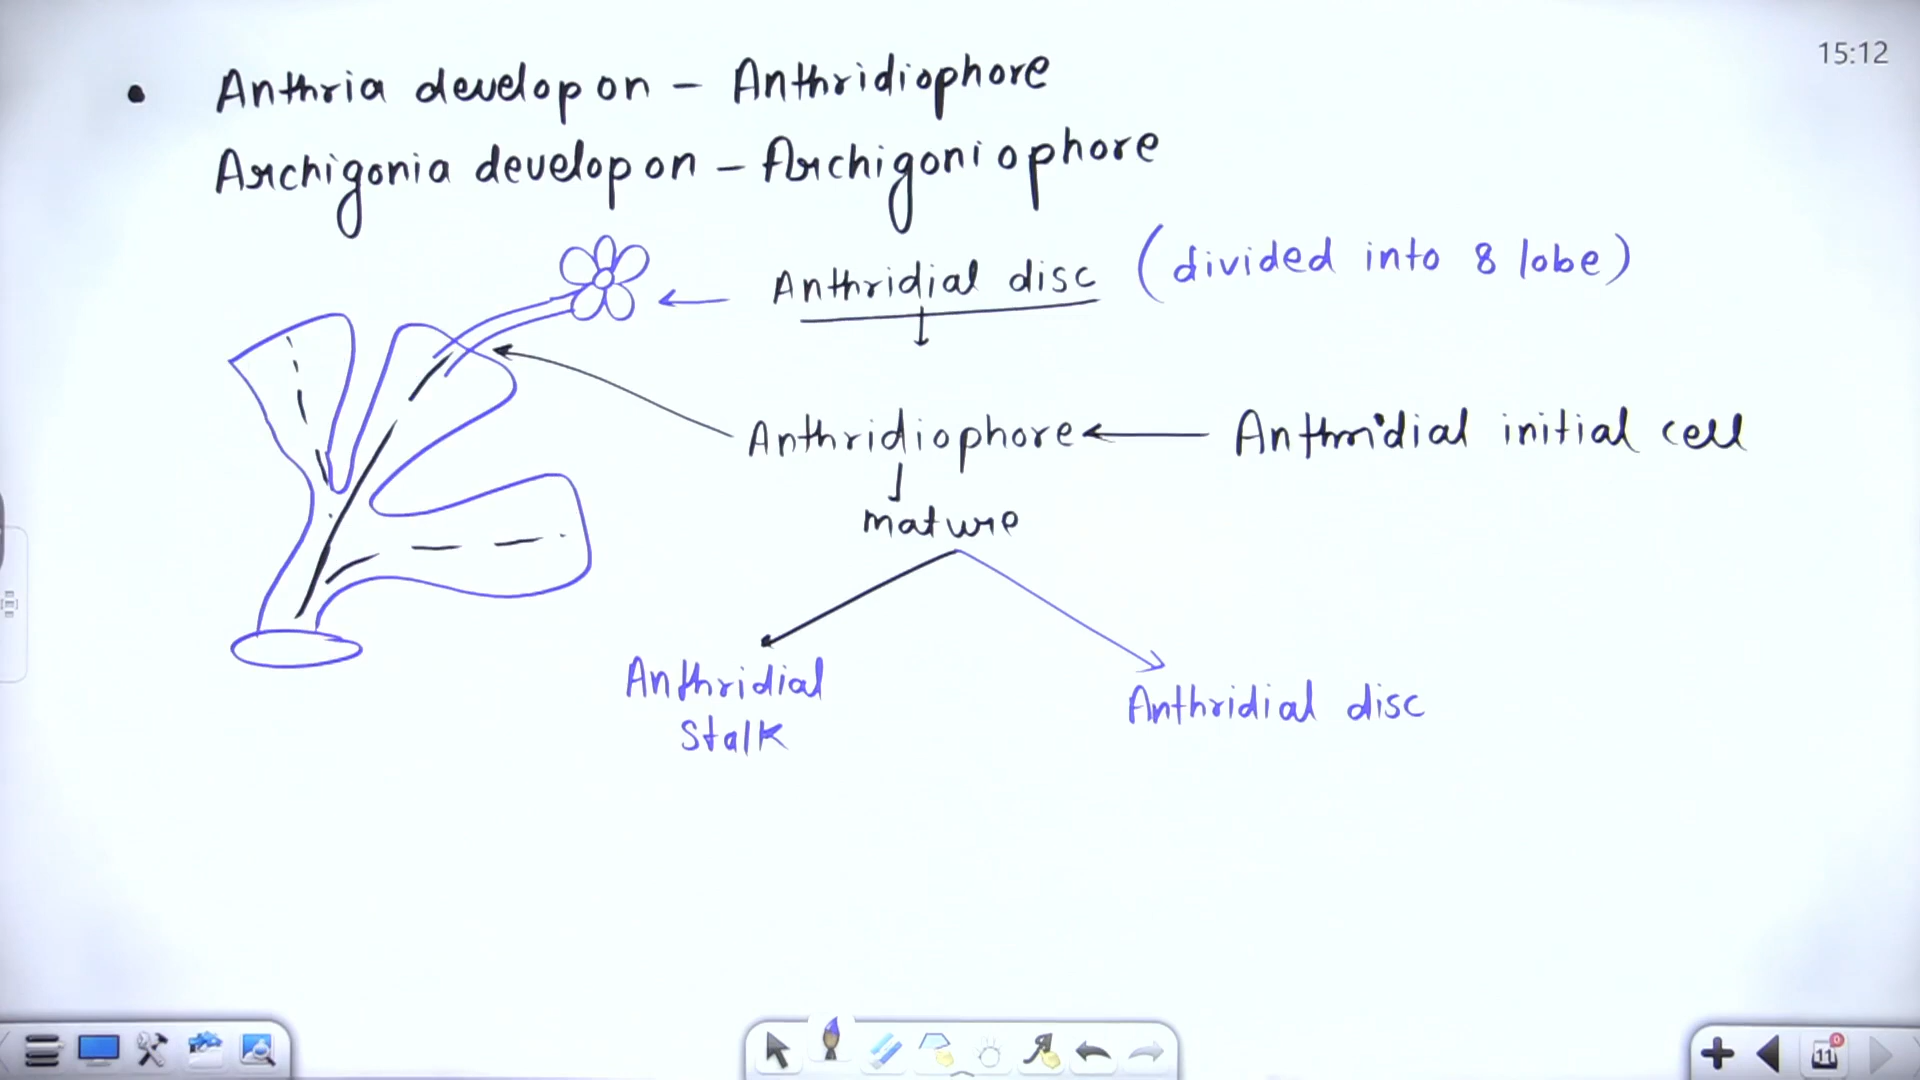 15:12
• Anthria develop on – Anthridiophore
Archigonia develop on – Archigoniophore
Anthridial disc (divided into 8 lobe)
Anthridiophore ← Anthridial initial cell
mature
Anthridial stalk
Anthridial disc
11